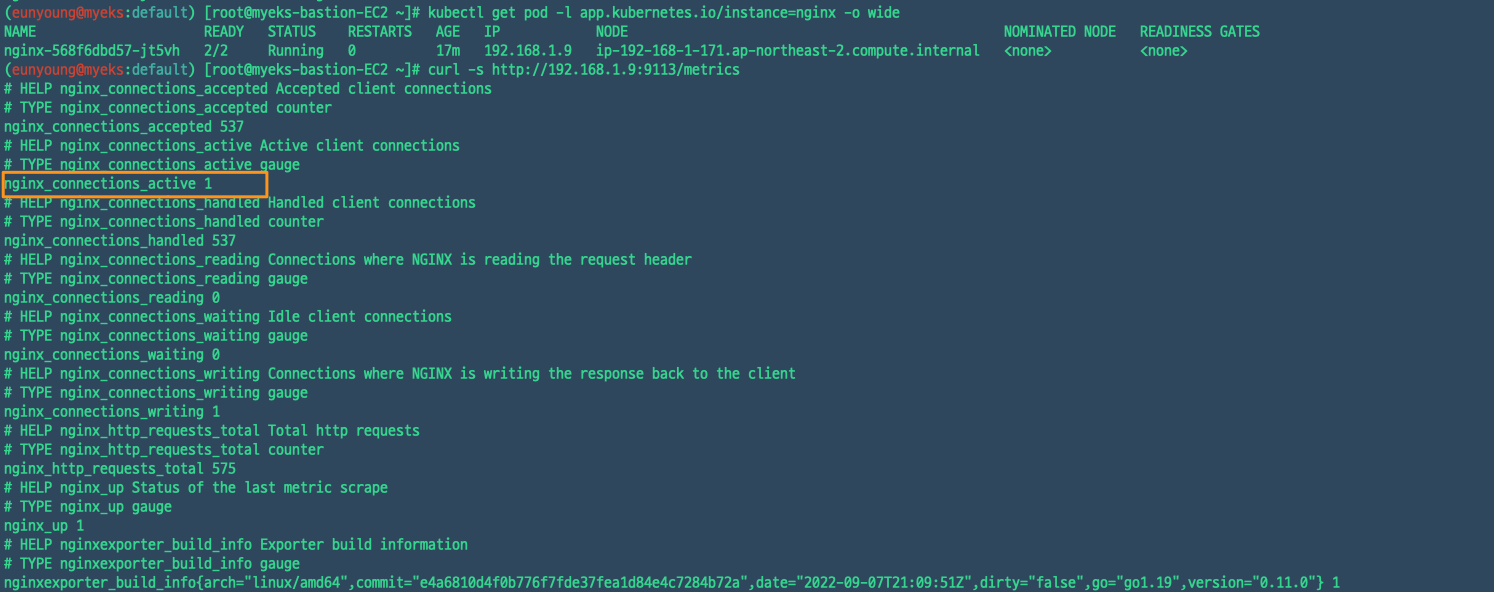 (eunyoung@myeks:default) [root@myeks-bastion-EC2 ~]# kubectl get pod -l app.kubernetes.io/instance=nginx -o wide
NAME READY STATUS RESTARTS AGE IP NODE NOMINATED NODE READINESS GATES
nginx-568f6dbd57-jt5vh 2/2 Running 0 17m 192.168.1.9 ip-192-168-1-171.ap-northeast-2.compute.internal <none> <none>
(eunyoung@myeks:default) [root@myeks-bastion-EC2 ~]# curl -s http://192.168.1.9:9113/metrics
# HELP nginx_connections_accepted Accepted client connections
# TYPE nginx_connections_accepted counter
nginx_connections_accepted 537
# HELP nginx_connections_active Active client connections
# TYPE nginx_connections_active gauge
nginx_connections_active 1
# HELP nginx_connections_handled Handled client connections
# TYPE nginx_connections_handled counter
nginx_connections_handled 537
# HELP nginx_connections_reading Connections where NGINX is reading the request header
# TYPE nginx_connections_reading gauge
nginx_connections_reading 0
# HELP nginx_connections_waiting Idle client connections
# TYPE nginx_connections_waiting gauge
nginx_connections_waiting 0
# HELP nginx_connections_writing Connections where NGINX is writing the response back to the client
# TYPE nginx_connections_writing gauge
nginx_connections_writing 1
# HELP nginx_http_requests_total Total http requests
# TYPE nginx_http_requests_total counter
nginx_http_requests_total 575
# HELP nginx_up Status of the last metric scrape
# TYPE nginx_up gauge
nginx_up 1
# HELP nginxexporter_build_info Exporter build information
# TYPE nginxexporter_build_info gauge
nginxexporter_build_info{arch="linux/amd64",commit="e4a6810d4f0b776f7fde37fea1d84e4c7284b72a",date="2022-09-07T21:09:51Z",dirty="false",go="go1.19",version="0.11.0"} 1